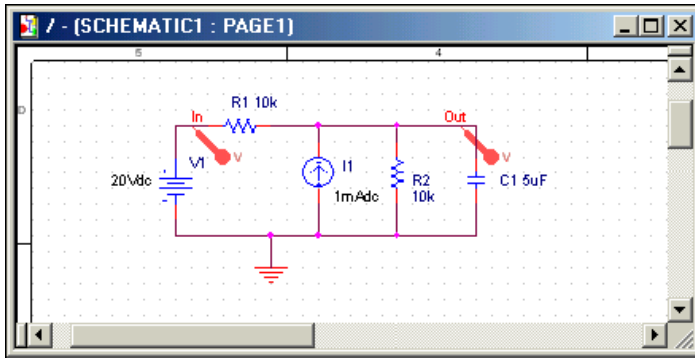 / - (SCHEMATIC1 : PAGE1)
5 4
D
R1 10k
In Out
V1 V I1 V
20Vdc R2 C1 5uF
1mAdc 10k